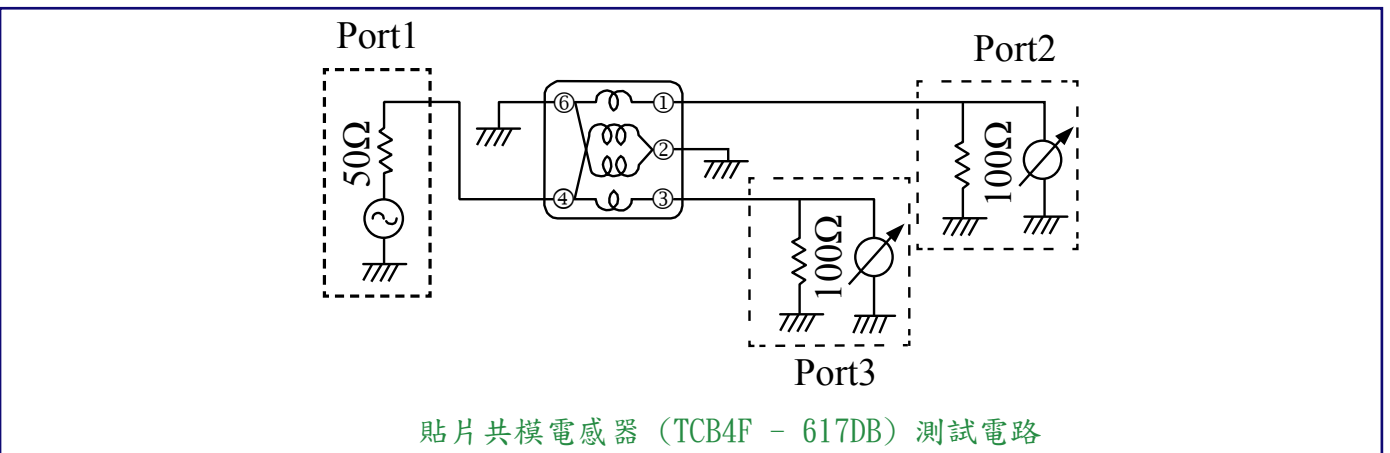 Port1
Port2
50Ω
⑥
①
②
④
③
100Ω
100Ω
Port3
貼片共模電感器 (TCB4F - 617DB) 測試電路